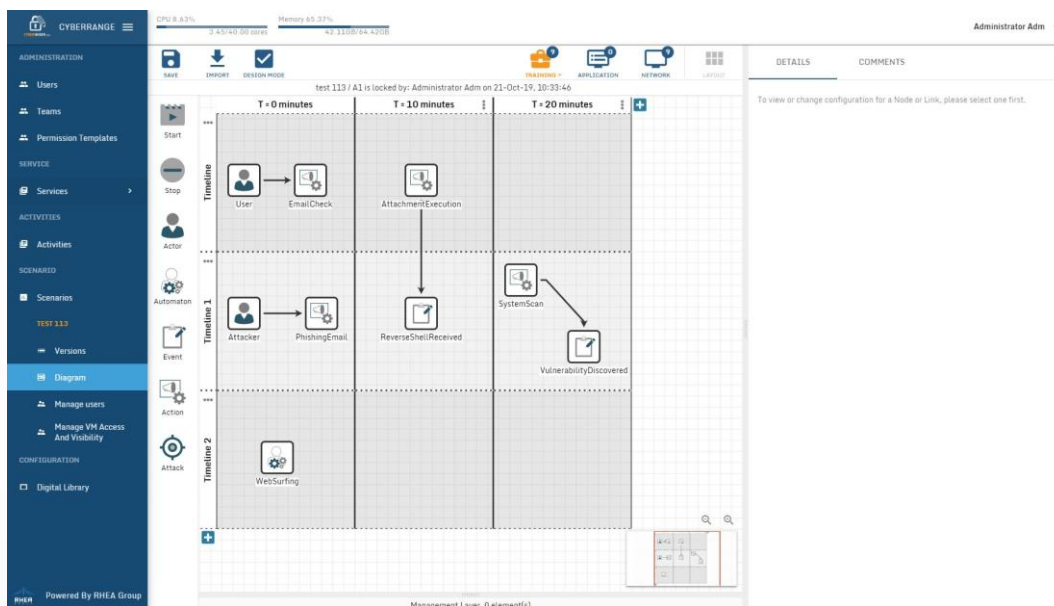 CYBERRANGE
CPU 8.63%
3.45/40.00 cores
Memory 65.37%
42.11GB/64.42GB
Administrator Adm
ADMINISTRATION
Users
Teams
Permission Templates
SERVICE
Services
ACTIVITIES
Activities
SCENARIO
Scenarios
TEST 113
Versions
Diagram
Manage users
Manage VM Access
And Visibility
CONFIGURATION
Digital Library
RHEA
Powered By RHEA Group
SAVE
IMPORT
DESIGN MODE
9
TRAINING
0
APPLICATION
9
NETWORK
LAYOUT
DETAILS
COMMENTS
To view or change configuration for a Node or Link, please select one first.
test 113 / A1 is locked by: Administrator Adm on 21-Oct-19, 10:33:46
T = 0 minutes
T = 10 minutes
T = 20 minutes
Start
Stop
Actor
Automaton
Event
Action
Attack
Timeline
User
EmailCheck
AttachmentExecution
Timeline 1
Attacker
PhishingEmail
ReverseShellReceived
SystemScan
VulnerabilityDiscovered
Timeline 2
WebSurfing
Management Layer, 0 element(s)